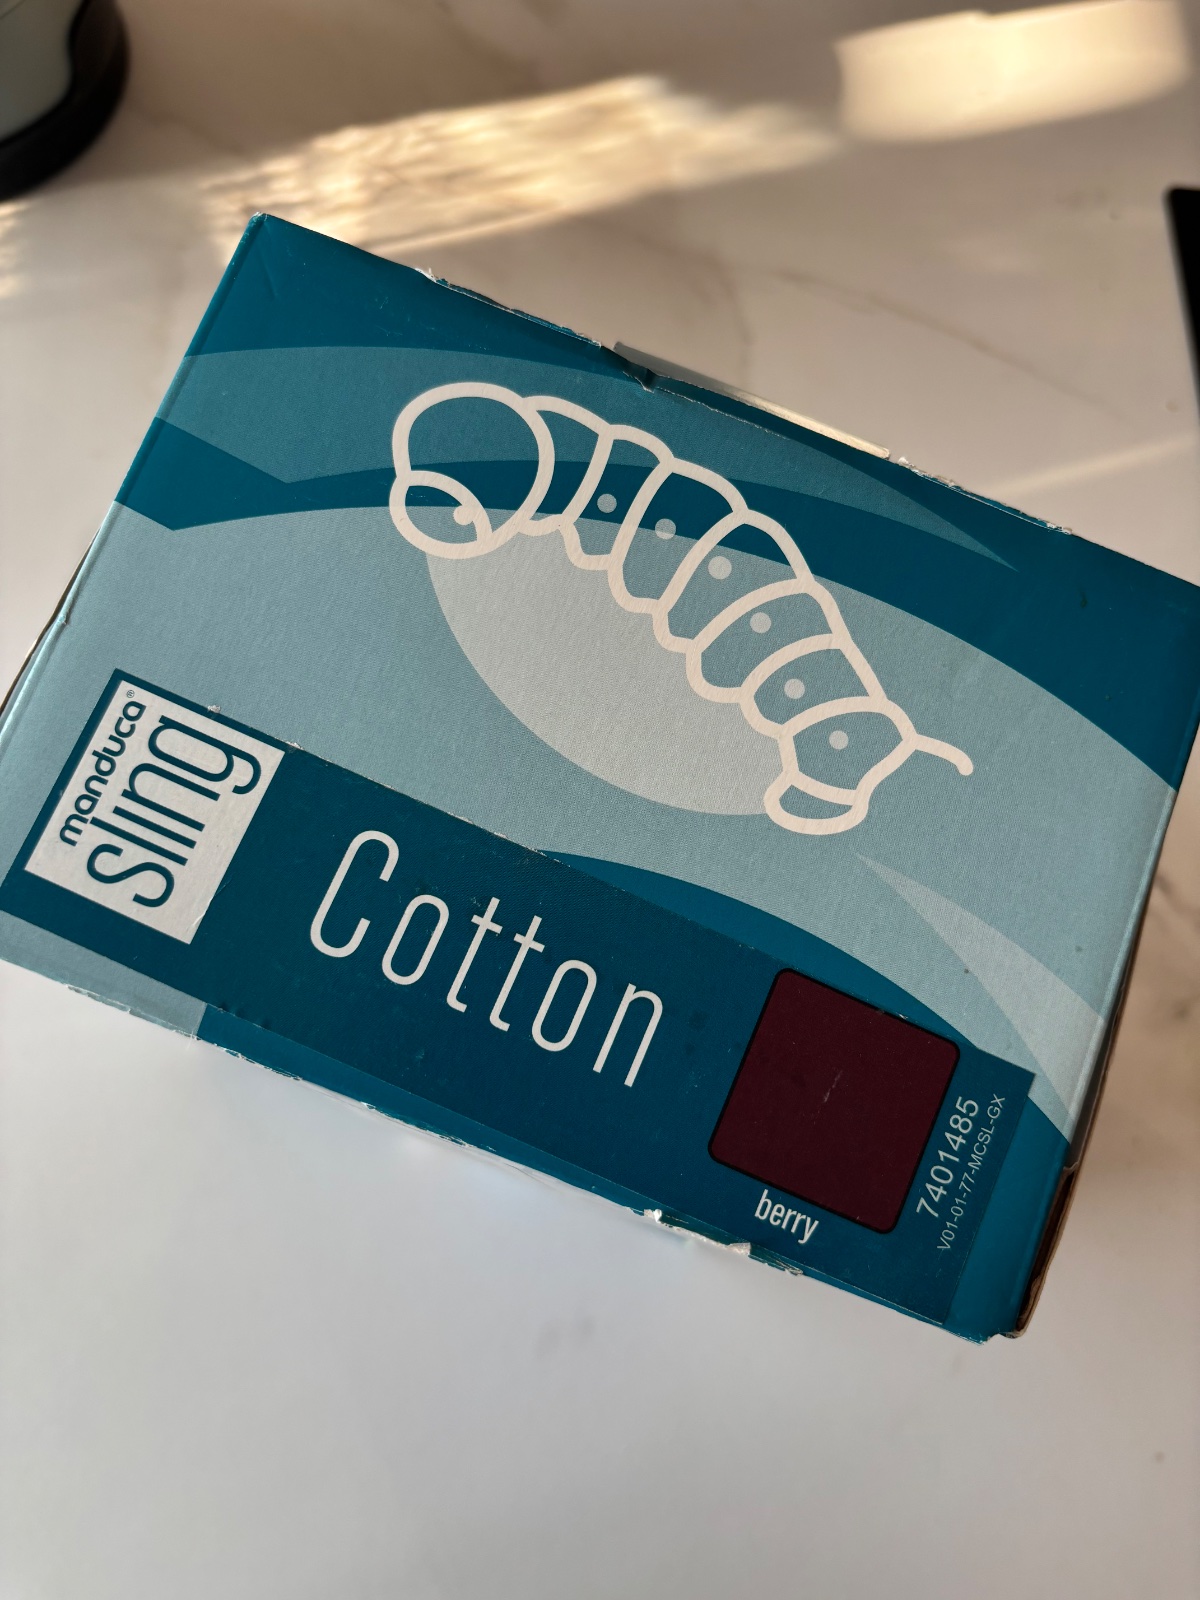 manduca®
sling
Cotton
berry
7401485
V01-01-77-MCSL-GX